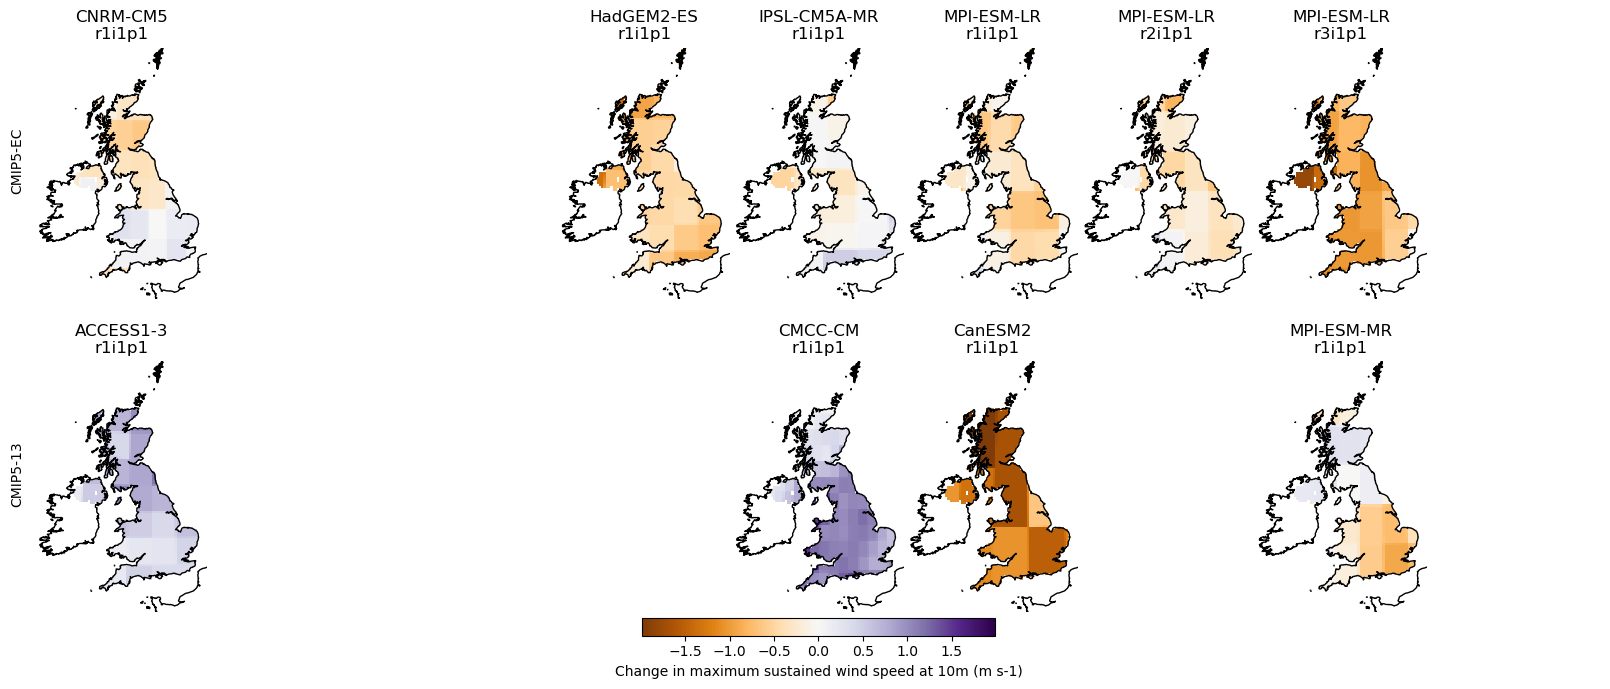 CNRM-CM5
r1i1p1
HadGEM2-ES
r1i1p1
IPSL-CM5A-MR
r1i1p1
MPI-ESM-LR
r1i1p1
MPI-ESM-LR
r2i1p1
MPI-ESM-LR
r3i1p1
CMIP5-EC
ACCESS1-3
r1i1p1
CMCC-CM
r1i1p1
CanESM2
r1i1p1
MPI-ESM-MR
r1i1p1
CMIP5-13
−1.5 −1.0 −0.5 0.0 0.5 1.0 1.5
Change in maximum sustained wind speed at 10m (m s-1)